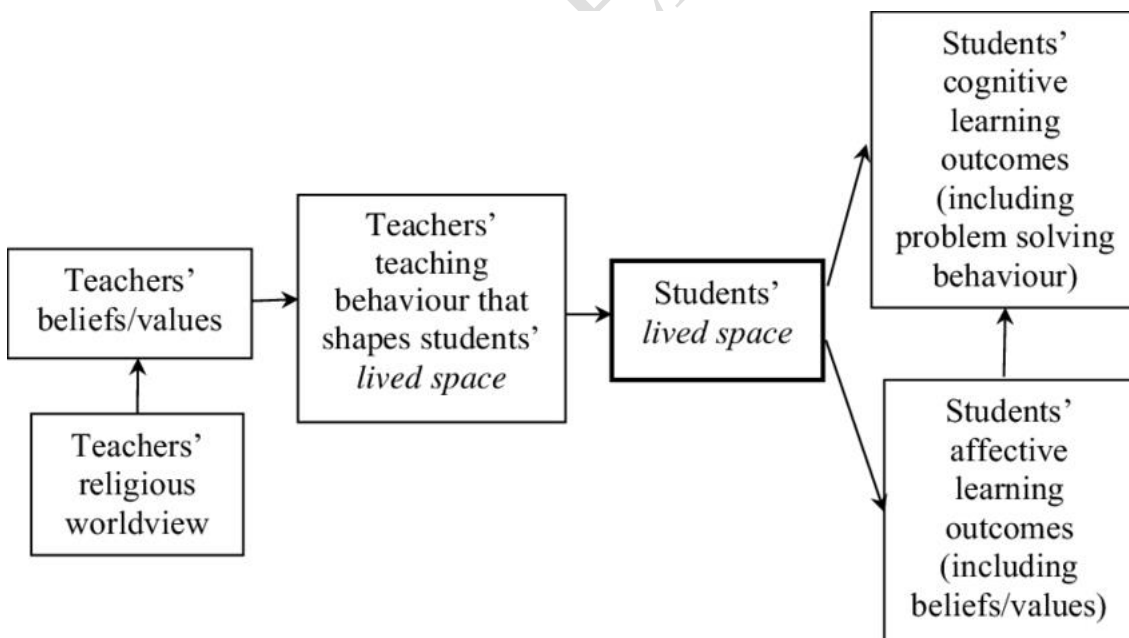 Teachers’
beliefs/values
Teachers’
religious
worldview
Teachers’
teaching
behaviour that
shapes students’
lived space
Students’
lived space
Students’
cognitive
learning
outcomes
(including
problem solving
behaviour)
Students’
affective
learning
outcomes
(including
beliefs/values)